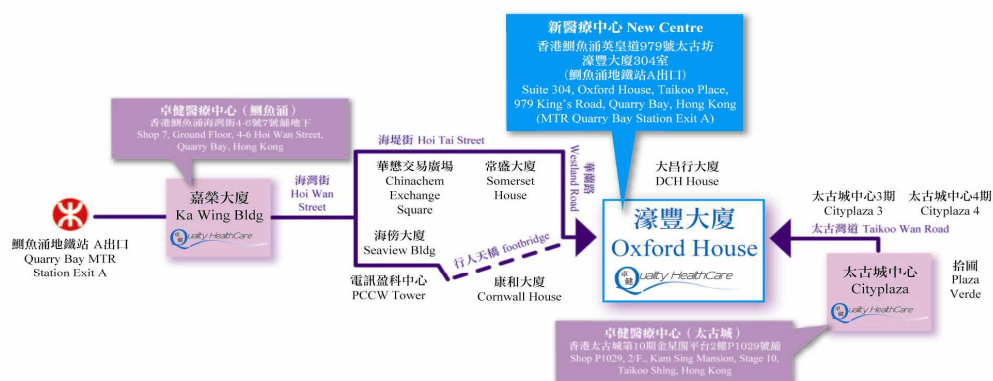 新醫療中心 New Centre
香港鰂魚涌英皇道979號太古坊
濠豐大廈304室
(鰂魚涌地鐵站A出口)
Suite 304, Oxford House, Taikoo Place,
979 King's Road, Quarry Bay, Hong Kong
(MTR Quarry Bay Station Exit A)
卓健醫療中心（鰂魚涌）
香港鰂魚涌海灣街4-6號7號舖地下
Shop 7, Ground Floor, 4-6 Hoi Wan Street,
Quarry Bay, Hong Kong
海堤街 Hoi Tai Street
華蘭路
Westland Road
海灣街
Hoi Wan
Street
華懋交易廣場
Chinachem
Exchange
Square
常盛大廈
Somerset
House
大昌行大廈
DCH House
嘉榮大廈
Ka Wing Bldg
卓健
Quality HealthCare
鰂魚涌地鐵站 A出口
Quarry Bay MTR
Station Exit A
海傍大廈
Seaview Bldg
行人天橋 footbridge
電訊盈科中心
PCCW Tower
康和大廈
Cornwall House
濠豐大廈
Oxford House
卓健
Quality HealthCare
太古城中心3期
Cityplaza 3
太古城中心4期
Cityplaza 4
太古灣道 Taikoo Wan Road
太古城中心
Cityplaza
卓健
Quality HealthCare
拾圍
Plaza
Verde
卓健醫療中心（太古城）
香港太古城第10期金星閣平台2樓P1029號舖
Shop P1029, 2/F., Kam Sing Mansion, Stage 10,
Taikoo Shing, Hong Kong